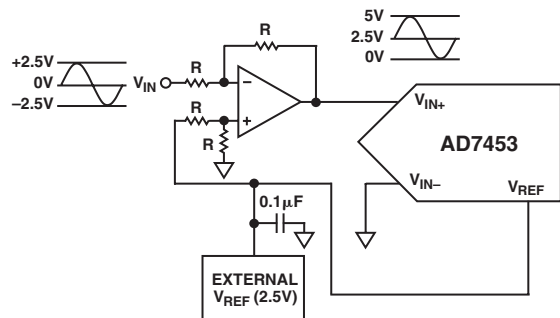 +2.5V
0V
–2.5V
V_IN
R
R
R
R
–
+
5V
2.5V
0V
V_IN+
AD7453
V_IN–
V_REF
0.1µF
EXTERNAL
V_REF (2.5V)